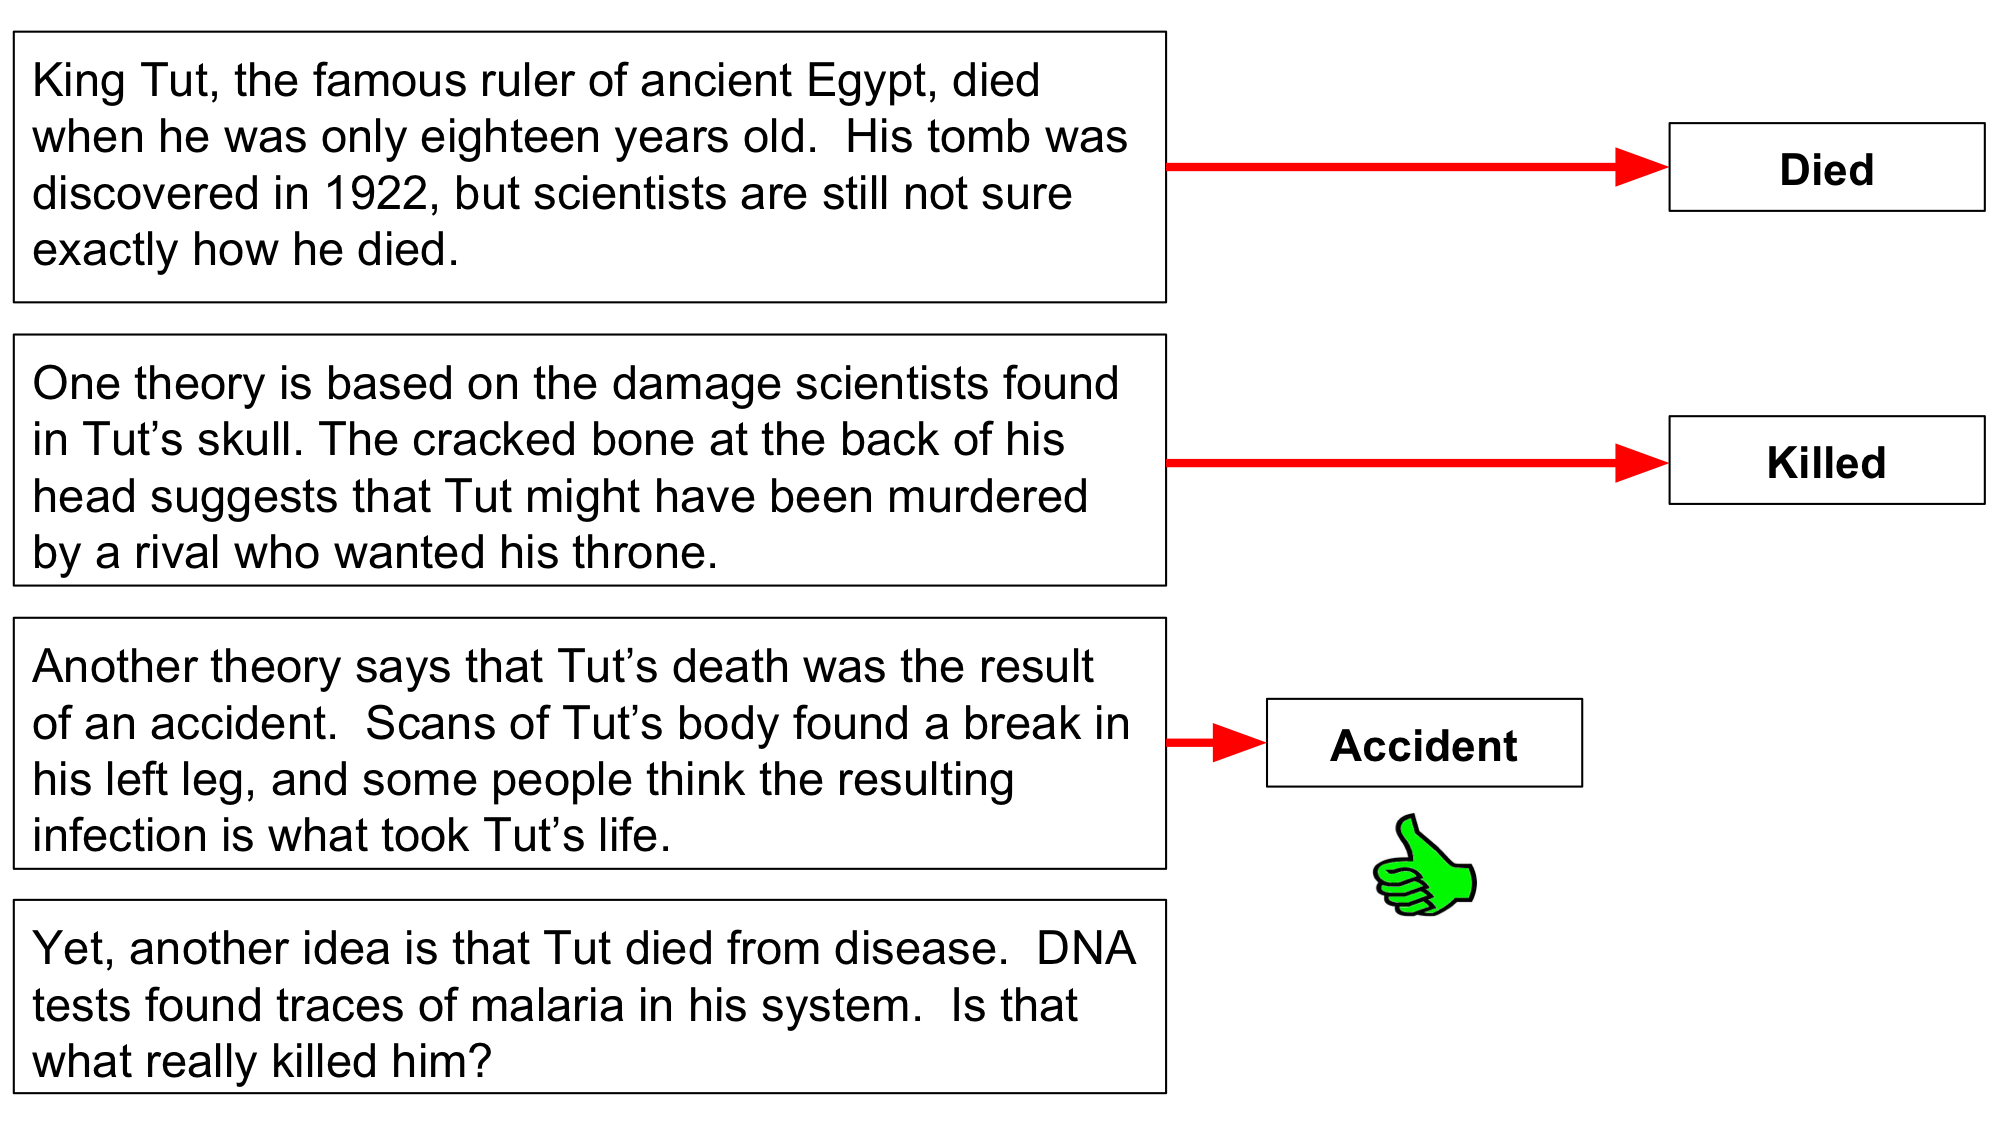 King Tut, the famous ruler of ancient Egypt, died
when he was only eighteen years old.  His tomb was
discovered in 1922, but scientists are still not sure
exactly how he died.
Died
One theory is based on the damage scientists found
in Tut’s skull. The cracked bone at the back of his
head suggests that Tut might have been murdered
by a rival who wanted his throne.
Killed
Another theory says that Tut’s death was the result
of an accident.  Scans of Tut’s body found a break in
his left leg, and some people think the resulting
infection is what took Tut’s life.
Accident
Yet, another idea is that Tut died from disease.  DNA
tests found traces of malaria in his system.  Is that
what really killed him?